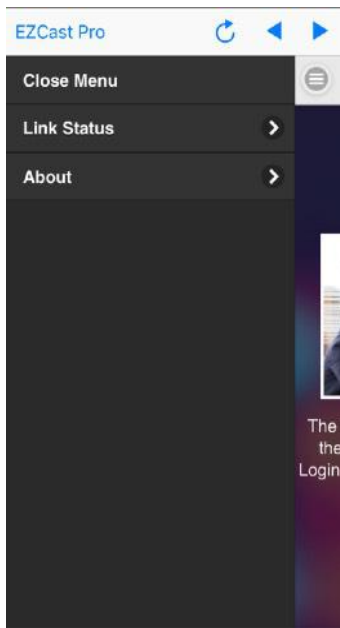 EZCast Pro
Close Menu
Link Status
About
The
the
Login